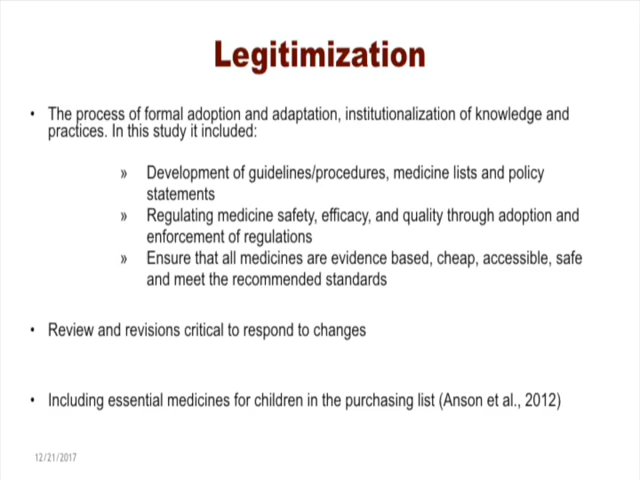 Legitimization
• The process of formal adoption and adaptation, institutionalization of knowledge and
practices. In this study it included:
» Development of guidelines/procedures, medicine lists and policy
statements
» Regulating medicine safety, efficacy, and quality through adoption and
enforcement of regulations
» Ensure that all medicines are evidence based, cheap, accessible, safe
and meet the recommended standards
• Review and revisions critical to respond to changes
• Including essential medicines for children in the purchasing list (Anson et al., 2012)
12/21/2017